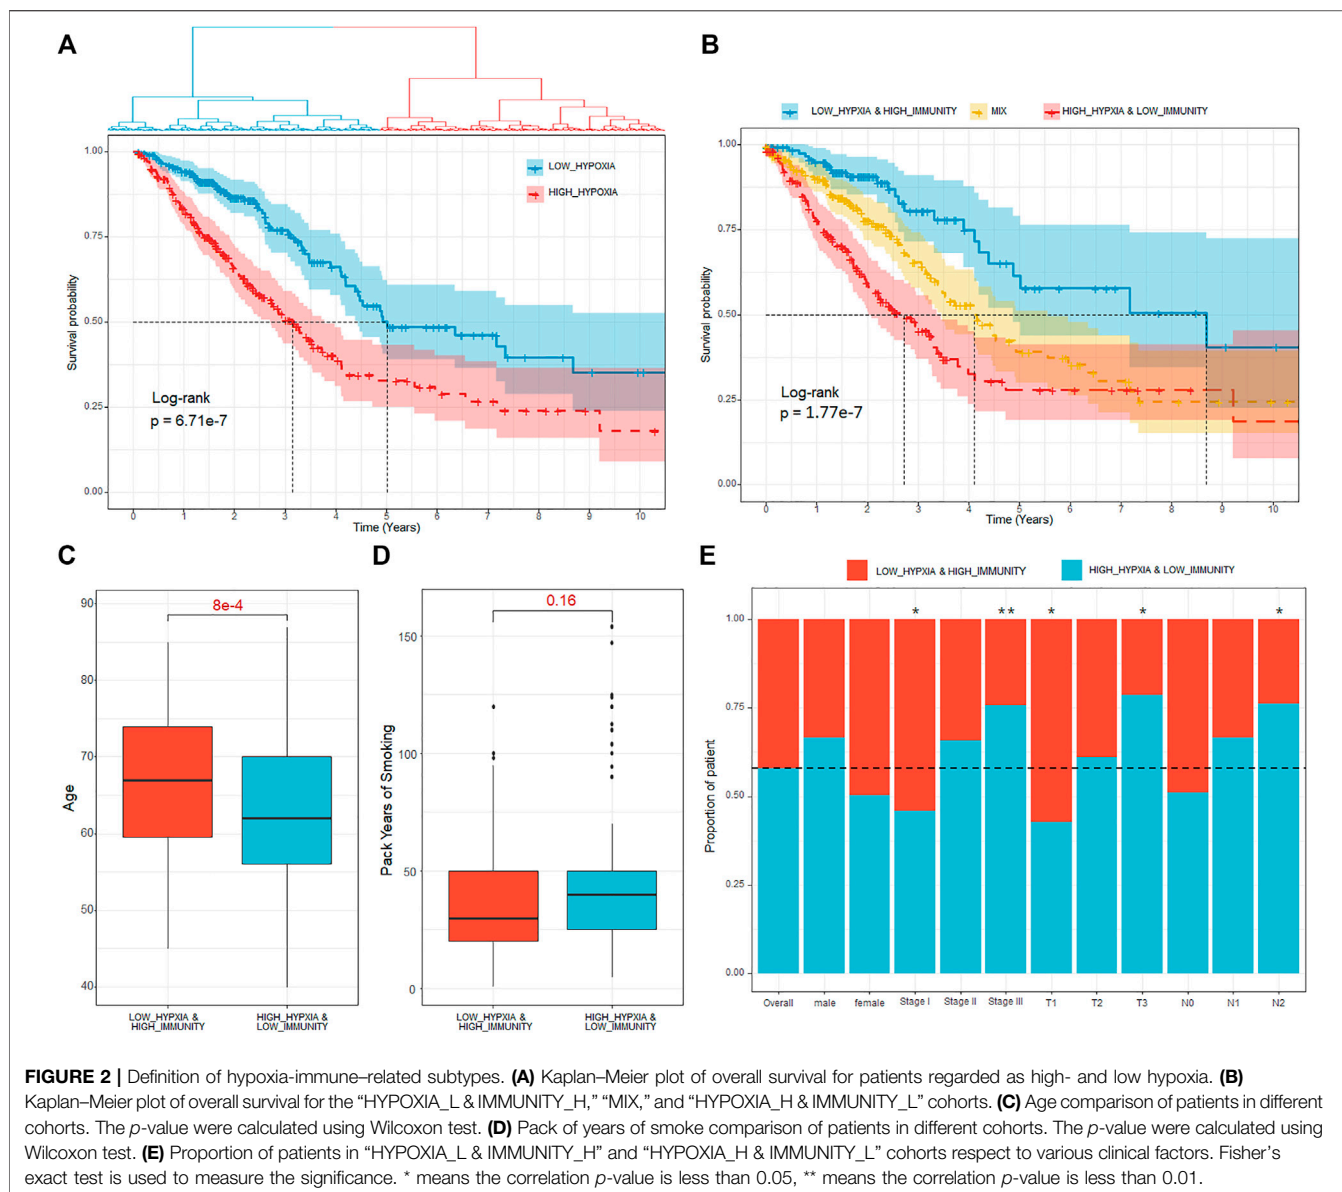 A
B
LOW_HYPXIA & HIGH_IMMUNITY
MIX
HIGH_HYPXIA & LOW_IMMUNITY
LOW_HYPOXIA
HIGH_HYPOXIA
1.00
0.75
0.50
0.25
0.00
Survival probability
Log-rank
p = 6.71e-7
0 1 2 3 4 5 6 7 8 9 10
Time (Years)
1.00
0.75
0.50
0.25
0.00
Survival probability
Log-rank
p = 1.77e-7
0 1 2 3 4 5 6 7 8 9 10
Time (Years)
C
8e-4
90
80
70
60
50
40
Age
LOW_HYPXIA &
HIGH_IMMUNITY
HIGH_HYPXIA &
LOW_IMMUNITY
D
0.16
150
100
50
0
Pack Years of Smoking
LOW_HYPXIA &
HIGH_IMMUNITY
HIGH_HYPXIA &
LOW_IMMUNITY
E
LOW_HYPXIA & HIGH_IMMUNITY
HIGH_HYPXIA & LOW_IMMUNITY
* ** * * *
1.00
0.75
0.50
0.25
0.00
Proportion of patient
Overall male female Stage I Stage II Stage III T1 T2 T3 N0 N1 N2
FIGURE 2 | Definition of hypoxia-immune–related subtypes. (A) Kaplan–Meier plot of overall survival for patients regarded as high- and low hypoxia. (B)
Kaplan–Meier plot of overall survival for the “HYPOXIA_L & IMMUNITY_H,” “MIX,” and “HYPOXIA_H & IMMUNITY_L” cohorts. (C) Age comparison of patients in different
cohorts. The p-value were calculated using Wilcoxon test. (D) Pack of years of smoke comparison of patients in different cohorts. The p-value were calculated using
Wilcoxon test. (E) Proportion of patients in “HYPOXIA_L & IMMUNITY_H” and “HYPOXIA_H & IMMUNITY_L” cohorts respect to various clinical factors. Fisher’s
exact test is used to measure the significance. * means the correlation p-value is less than 0.05, ** means the correlation p-value is less than 0.01.